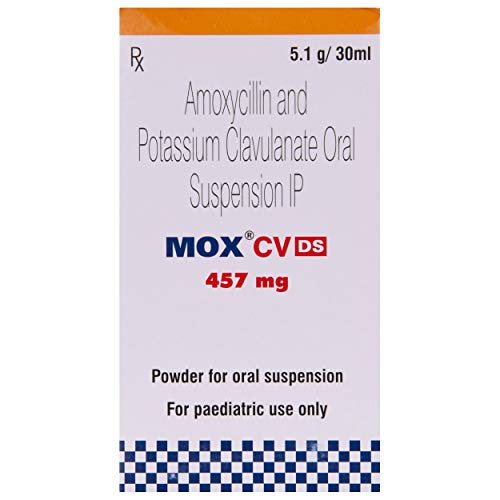 Rx
5.1 g/ 30ml
Amoxycillin and
Potassium Clavulanate Oral
Suspension IP
MOX® CV DS
457 mg
Powder for oral suspension
For paediatric use only